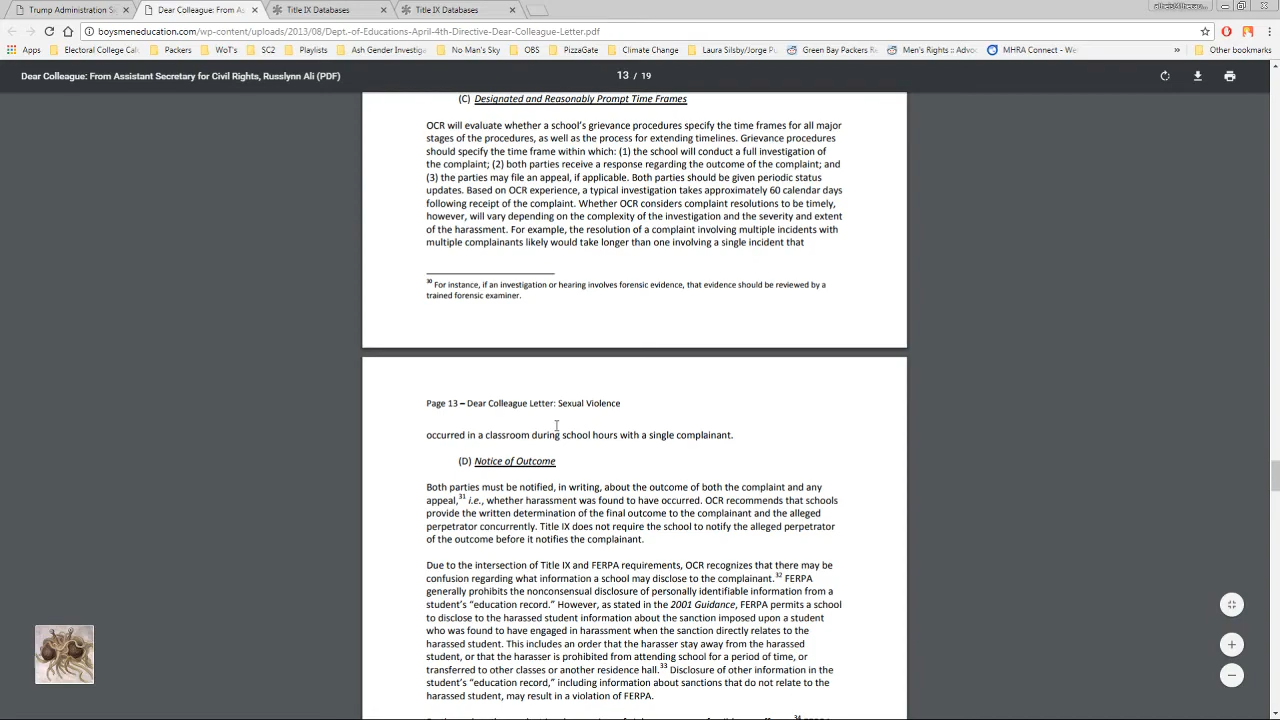 Trump Administration
Dear Colleague: From A
Title IX Databases
Title IX Databases
boysmeneducation.com/wp-content/uploads/2013/08/Dept.-of-Educations-April-4th-Directive-Dear-Colleague-Letter.pdf
Apps
Electoral College Cal
Packers
WoT's
SC2
Playlists
Ash Gender Investiga
No Man's Sky
OBS
PizzaGate
Climate Change
Laura Silsby/Jorge Pu
Green Bay Packers R
Men's Rights :: Advoc
MHRA Connect - We
»
Other bookmarks
Dear Colleague: From Assistant Secretary for Civil Rights, Russlynn Ali (PDF)
13 / 19
(C) Designated and Reasonably Prompt Time Frames
OCR will evaluate whether a school's grievance procedures specify the time frames for all major
stages of the procedures, as well as the process for extending timelines. Grievance procedures
should specify the time frame within which: (1) the school will conduct a full investigation of
the complaint; (2) both parties receive a response regarding the outcome of the complaint; and
(3) the parties may file an appeal, if applicable. Both parties should be given periodic status
updates. Based on OCR experience, a typical investigation takes approximately 60 calendar days
following receipt of the complaint. Whether OCR considers complaint resolutions to be timely,
however, will vary depending on the complexity of the investigation and the severity and extent
of the harassment. For example, the resolution of a complaint involving multiple incidents with
multiple complainants likely would take longer than one involving a single incident that
30 For instance, if an investigation or hearing involves forensic evidence, that evidence should be reviewed by a
trained forensic examiner.
Page 13 – Dear Colleague Letter: Sexual Violence
occurred in a classroom during school hours with a single complainant.
(D) Notice of Outcome
Both parties must be notified, in writing, about the outcome of both the complaint and any
appeal,31 i.e., whether harassment was found to have occurred. OCR recommends that schools
provide the written determination of the final outcome to the complainant and the alleged
perpetrator concurrently. Title IX does not require the school to notify the alleged perpetrator
of the outcome before it notifies the complainant.
Due to the intersection of Title IX and FERPA requirements, OCR recognizes that there may be
confusion regarding what information a school may disclose to the complainant.32 FERPA
generally prohibits the nonconsensual disclosure of personally identifiable information from a
student's “education record.” However, as stated in the 2001 Guidance, FERPA permits a school
to disclose to the harassed student information about the sanction imposed upon a student
who was found to have engaged in harassment when the sanction directly relates to the
harassed student. This includes an order that the harasser stay away from the harassed
student, or that the harasser is prohibited from attending school for a period of time, or
transferred to other classes or another residence hall.33 Disclosure of other information in the
student's “education record,” including information about sanctions that do not relate to the
harassed student, may result in a violation of FERPA.